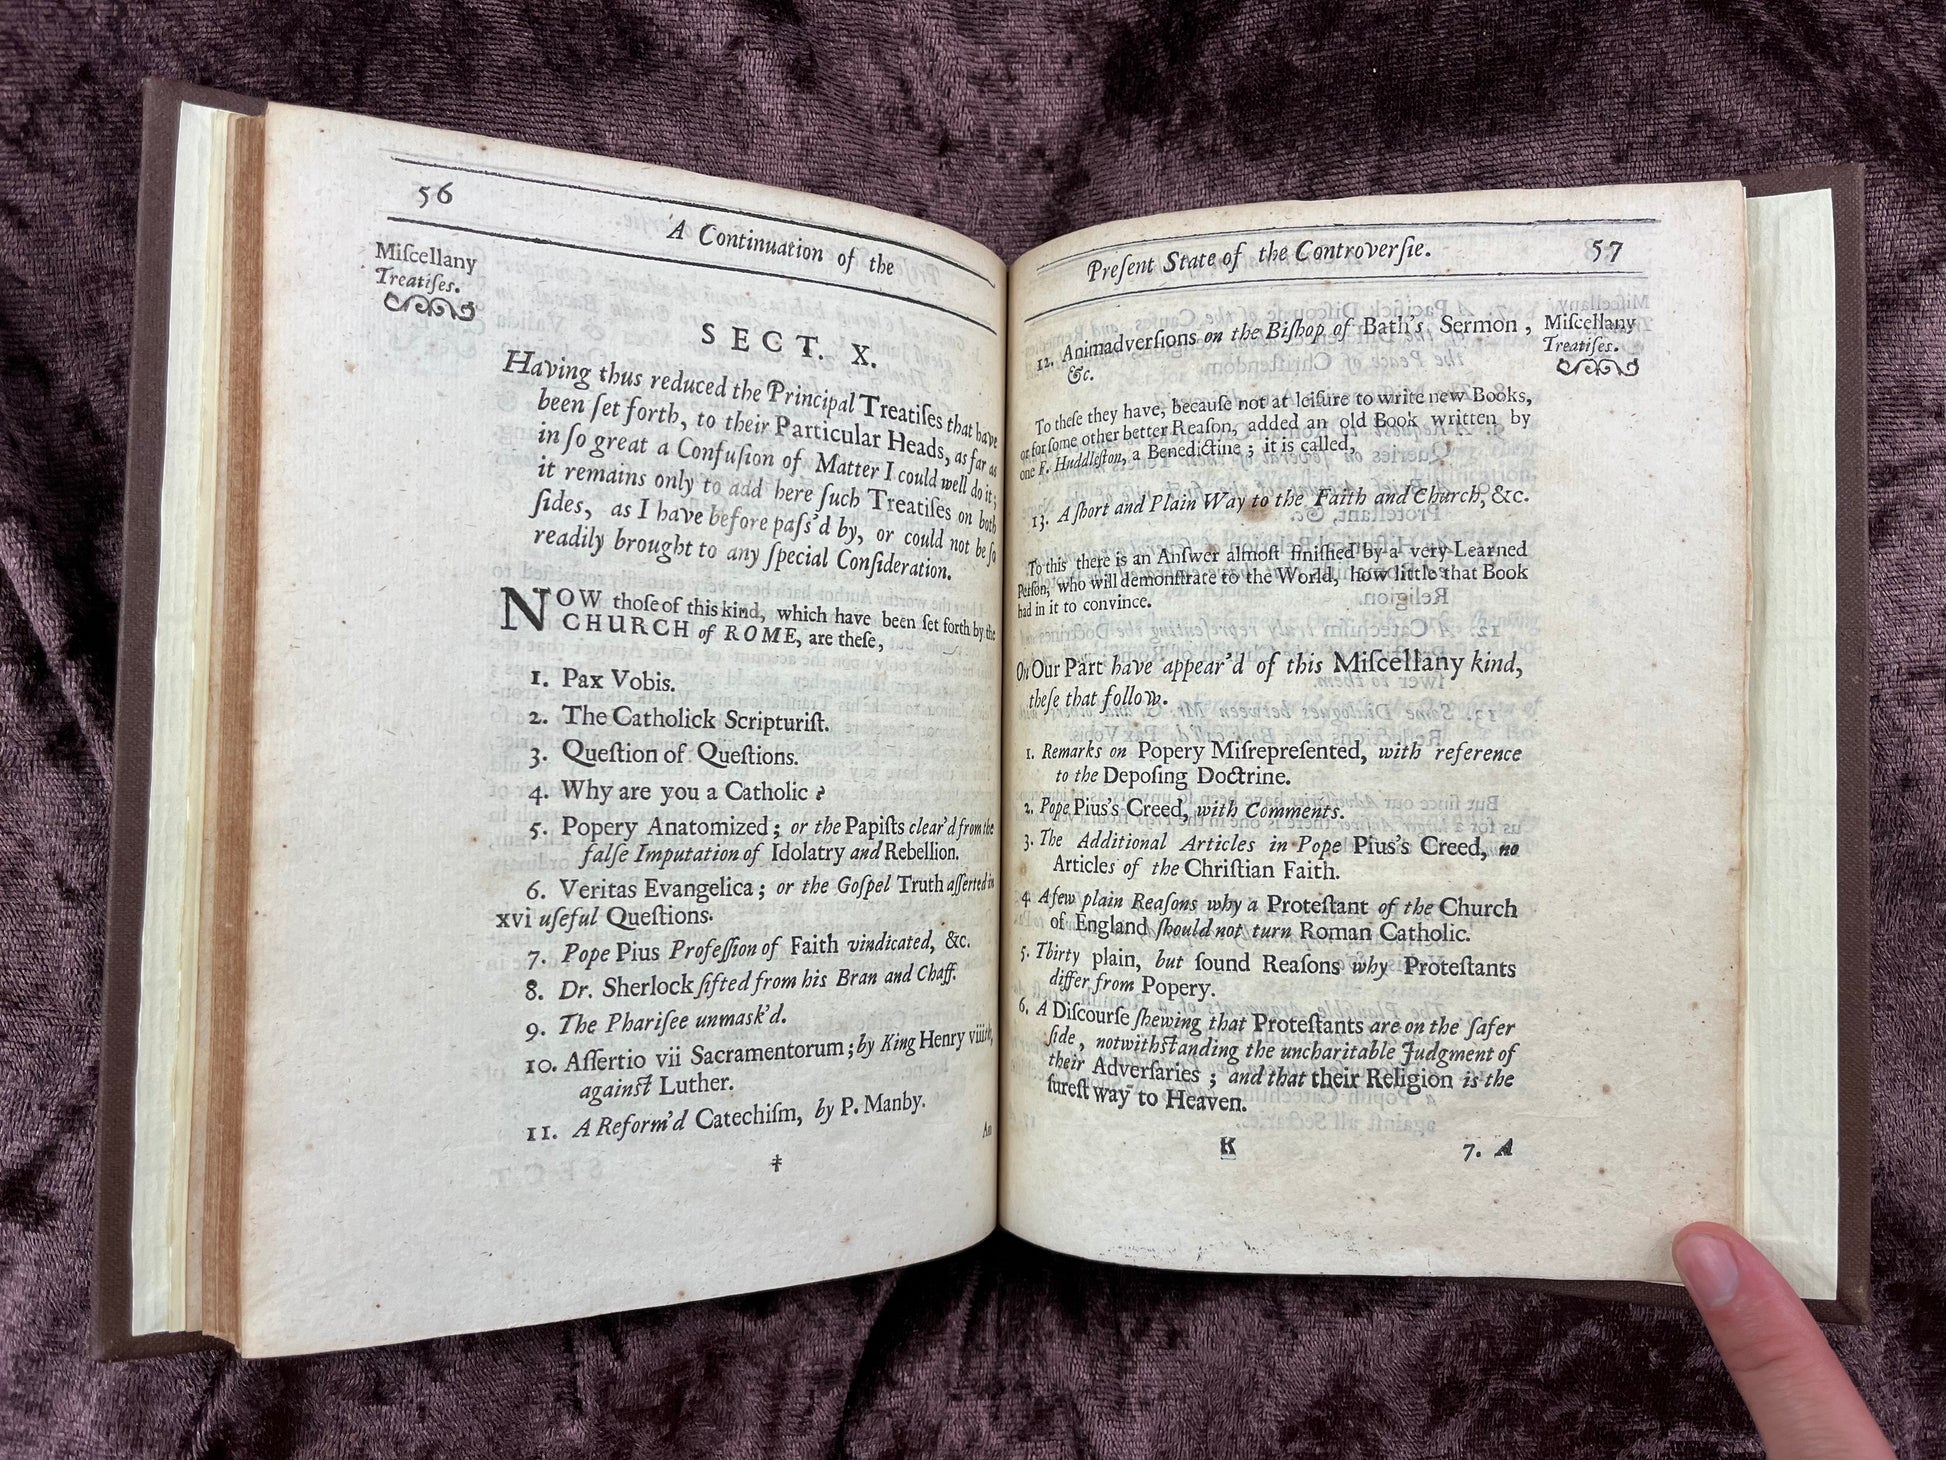 56
A Continuation of the
Miſcellany
Treatiſes.
SECT. X.
Having thus reduced the Principal Treatiſes that have
been ſet forth, to their Particular Heads, as far as
in ſo great a Confuſion of Matter I could well do it;
it remains only to add here ſuch Treatiſes on both
ſides, as I have before paſs'd by, or could not be ſo
readily brought to any ſpecial Conſideration.
NOW thoſe of this kind, which have been ſet forth by the
CHURCH of ROME, are theſe,
1. Pax Vobis.
2. The Catholick Scripturiſt.
3. Queſtion of Queſtions.
4. Why are you a Catholic?
5. Popery Anatomized; or the Papiſts clear'd from the
falſe Imputation of Idolatry and Rebellion.
6. Veritas Evangelica; or the Goſpel Truth aſſerted in
xvi uſeful Queſtions.
7. Pope Pius Profeſſion of Faith vindicated, &c.
8. Dr. Sherlock ſifted from his Bran and Chaff.
9. The Phariſee unmask'd.
10. Aſſertio vii Sacramentorum; by King Henry viiith,
againſt Luther.
11. A Reform'd Catechiſm, by P. Manby.
‡
An
Preſent State of the Controverſie.
57
Miſcellany
Treatiſes.
12. Animadverſions on the Biſhop of Bath's Sermon,
&c.
To theſe they have, becauſe not at leiſure to write new Books,
or for ſome other better Reaſon, added an old Book written by
one F. Huddleſton, a Benedictine; it is called,
13. A ſhort and Plain Way to the Faith and Church, &c.
To this there is an Anſwer almoſt finiſhed by a very Learned
Perſon, who will demonſtrate to the World, how little that Book
had in it to convince.
On Our Part have appear'd of this Miſcellany kind,
theſe that follow.
1. Remarks on Popery Miſrepreſented, with reference
to the Depoſing Doctrine.
2. Pope Pius's Creed, with Comments.
3. The Additional Articles in Pope Pius's Creed, no
Articles of the Chriſtian Faith.
4. A few plain Reaſons why a Proteſtant of the Church
of England ſhould not turn Roman Catholic.
5. Thirty plain, but ſound Reaſons why Proteſtants
differ from Popery.
6. A Diſcourſe ſhewing that Proteſtants are on the ſafer
ſide, notwithſtanding the uncharitable Judgment of
their Adverſaries; and that their Religion is the
ſureſt way to Heaven.
K
7. A